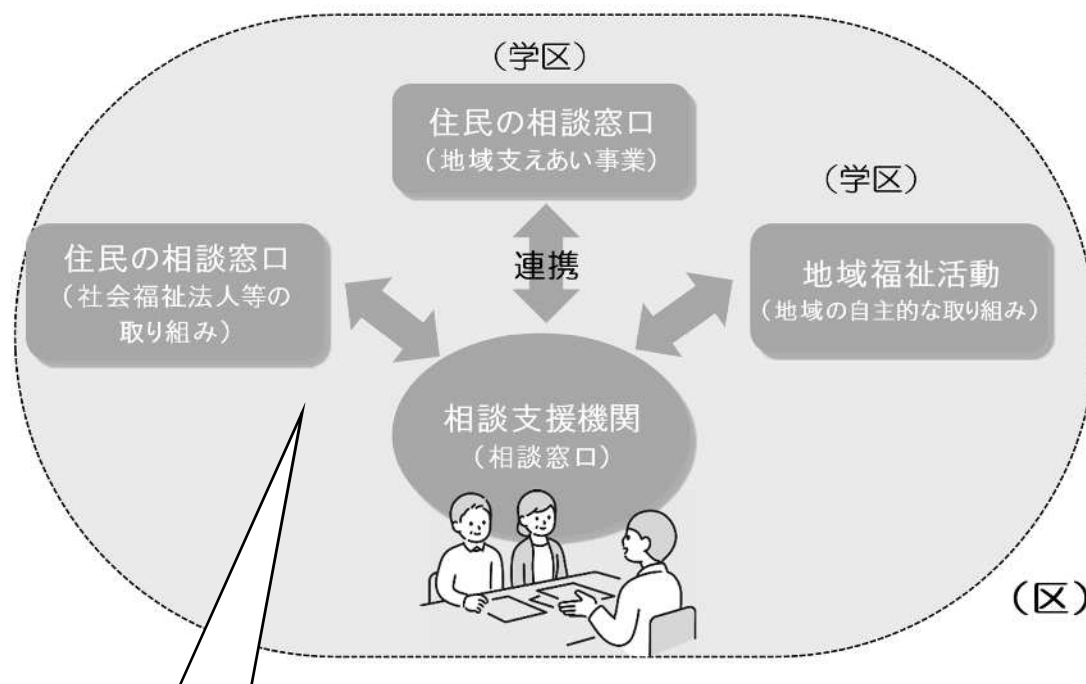 （学区）
住民の相談窓口
（地域支えあい事業）
（学区）
住民の相談窓口
（社会福祉法人等の
取り組み）
連携
地域福祉活動
（地域の自主的な取り組み）
相談支援機関
（相談窓口）
（区）